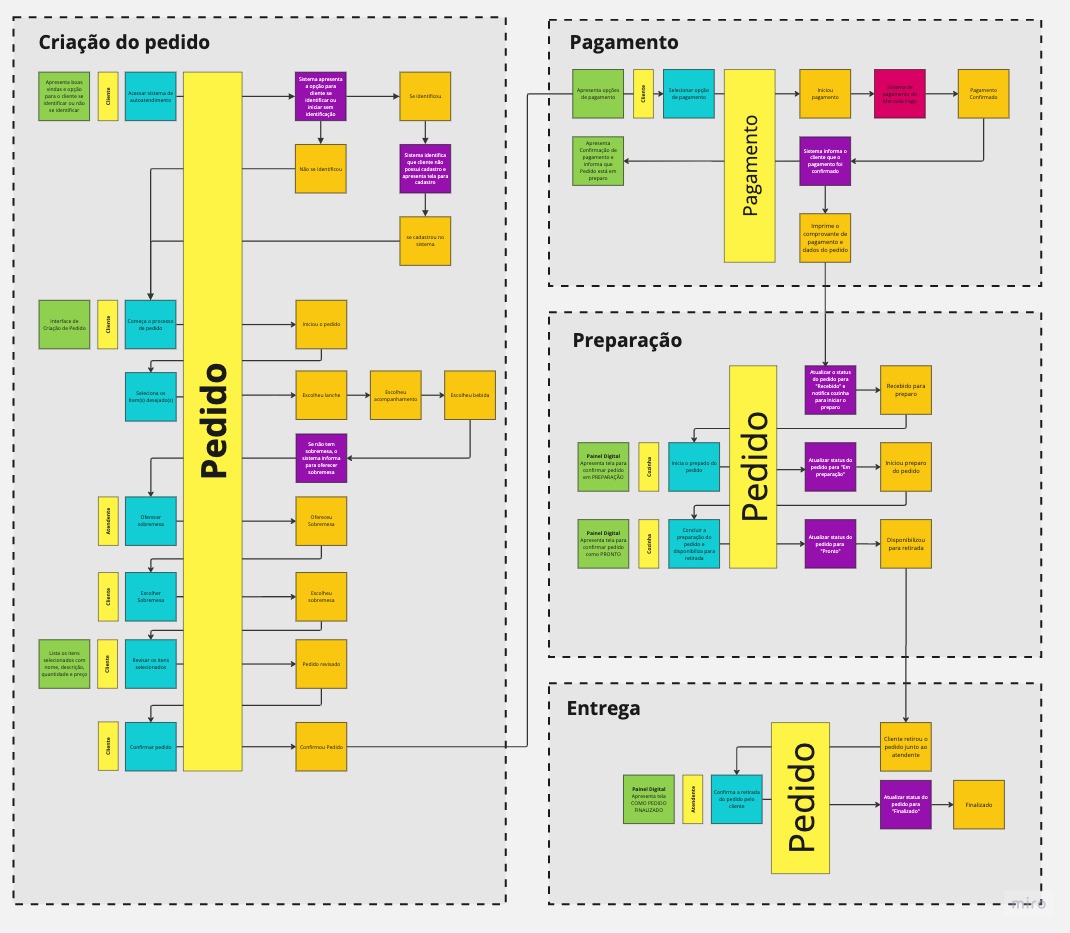 Criação do pedido
Apresenta boas
vindas e opção
para o cliente se
identificar ou não
se identificar
Cliente
Acessar sistema de
autoatendimento
Sistema apresenta
a opção para
cliente se
identificar ou
iniciar sem
identificação
Se identificou
Não se identificou
Sistema identifica
que cliente não
possui cadastro e
apresenta tela para
cadastro
se cadastrou no
sistema
Interface de
Criação de Pedido
Cliente
Começa o processo
de pedido
Iniciou o pedido
Seleciona os
item(s) desejado(s)
Escolheu lanche
Escolheu
acompanhamento
Escolheu bebida
Pedido
Se não tem
sobremesa, o
sistema informa
para oferecer
sobremesa
Atendente
Oferecer
sobremesa
Ofereceu
Sobremesa
Cliente
Escolher
Sobremesa
Escolheu
sobremesa
Lista os itens
selecionados com
nome, descrição,
quantidade e preço
Cliente
Revisar os itens
selecionados
Pedido revisado
Cliente
Confirmar pedido
Confirmou Pedido
Pagamento
Apresenta opções
de pagamento
Cliente
Selecionar opção
de pagamento
Pagamento
Iniciou
pagamento
Sistema de
pagamento do
Mercado Pago
Pagamento
Confirmado
Apresenta
Confirmação de
pagamento e
informa que
Pedido está em
preparo
Sistema informa o
cliente que o
pagamento foi
confirmado
Imprime o
comprovante de
pagamento e
dados do pedido
Preparação
Pedido
Atualizar o status
do pedido para
"Recebido" e
notifica cozinha
para iniciar o
preparo
Recebido para
preparo
Painel Digital
Apresenta tela para
confirmar pedido
em PREPARAÇÃO
Cozinha
Inicia o prepado do
pedido
Atualizar status do
pedido para "Em
preparação"
Iniciou preparo
do pedido
Painel Digital
Apresenta tela para
confirmar pedido
como PRONTO
Cozinha
Concluir a
preparação do
pedido e
disponibiliza para
retirada
Atualizar status do
pedido para
"Pronto"
Disponibilizou
para retirada
Entrega
Cliente retirou o
pedido junto ao
atendente
Painel Digital
Apresenta tela
COMO PEDIDO
FINALIZADO
Atendente
Confirma a retirada
do pedido pelo
cliente
Pedido
Atualizar status do
pedido para
"Finalizado"
Finalizado
miro